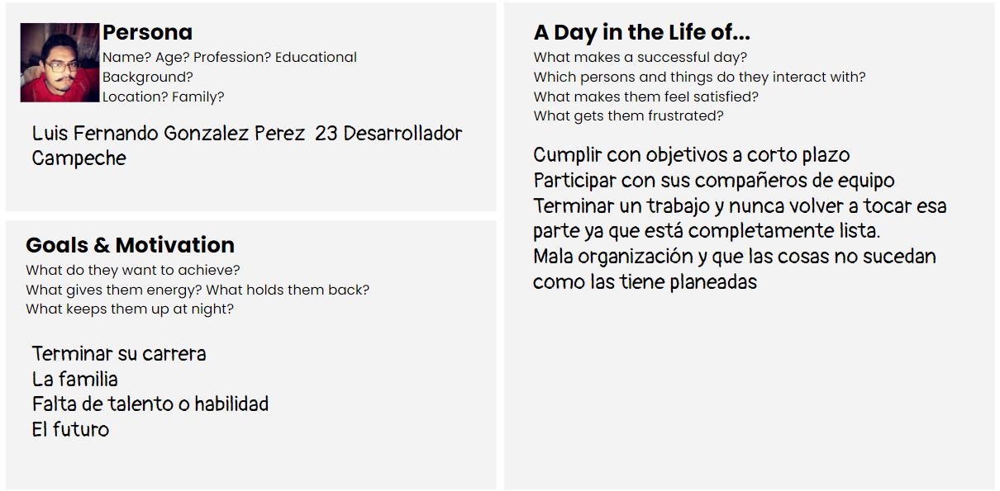 Persona
Name? Age? Profession? Educational
Background?
Location? Family?
Luis Fernando Gonzalez Perez 23 Desarrollador
Campeche
Goals & Motivation
What do they want to achieve?
What gives them energy? What holds them back?
What keeps them up at night?
Terminar su carrera
La familia
Falta de talento o habilidad
El futuro
A Day in the Life of...
What makes a successful day?
Which persons and things do they interact with?
What makes them feel satisfied?
What gets them frustrated?
Cumplir con objetivos a corto plazo
Participar con sus compañeros de equipo
Terminar un trabajo y nunca volver a tocar esa
parte ya que está completamente lista.
Mala organización y que las cosas no sucedan
como las tiene planeadas